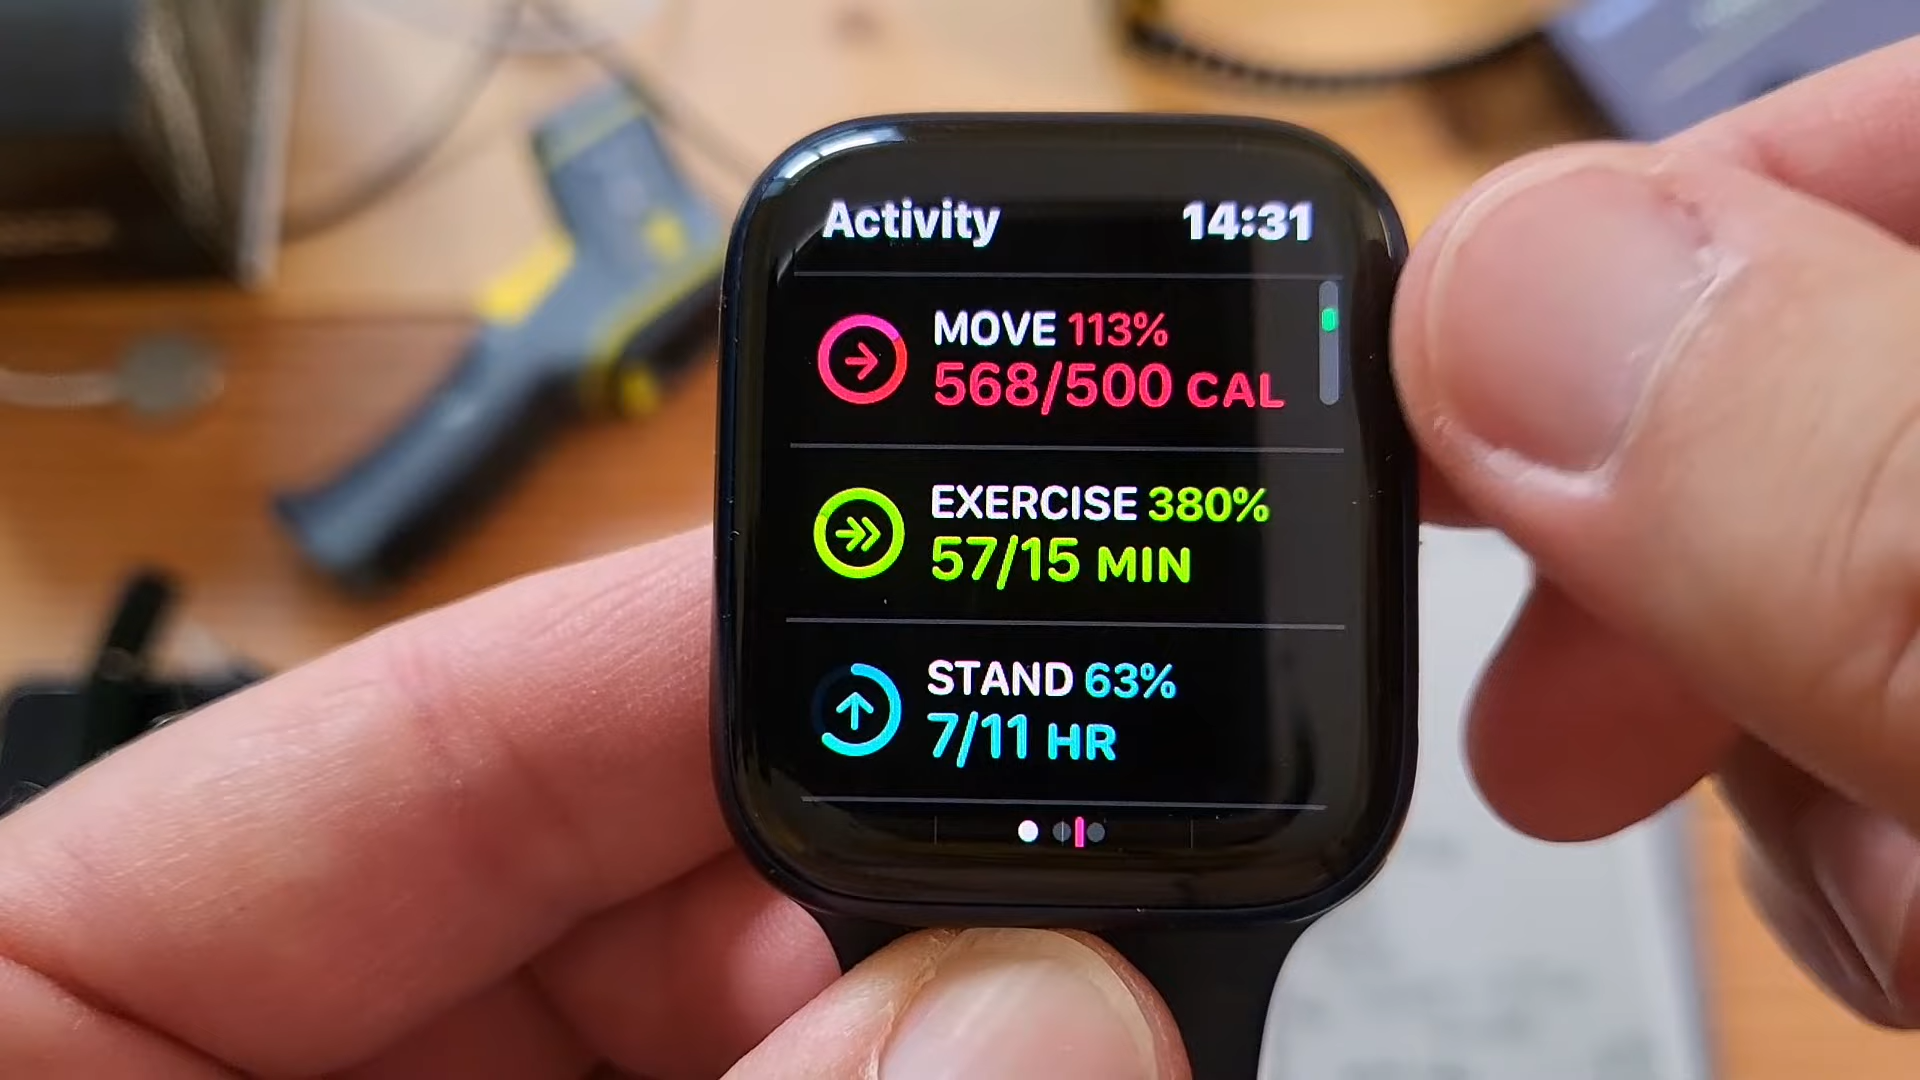 Activity 14:31
MOVE 113%
568/500 CAL
EXERCISE 380%
57/15 MIN
STAND 63%
7/11 HR